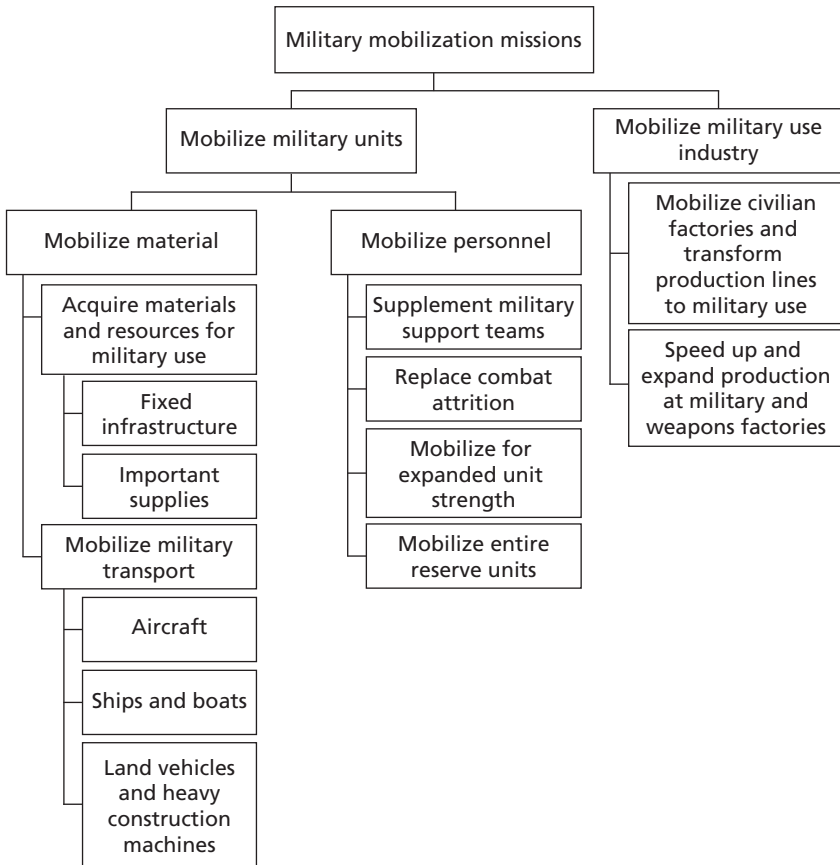 Military mobilization missions
Mobilize military units
Mobilize military use
industry
Mobilize material
Acquire materials
and resources for
military use
Fixed
infrastructure
Important
supplies
Mobilize military
transport
Aircraft
Ships and boats
Land vehicles
and heavy
construction
machines
Mobilize personnel
Supplement military
support teams
Replace combat
attrition
Mobilize for
expanded unit
strength
Mobilize entire
reserve units
Mobilize civilian
factories and
transform
production lines
to military use
Speed up and
expand production
at military and
weapons factories